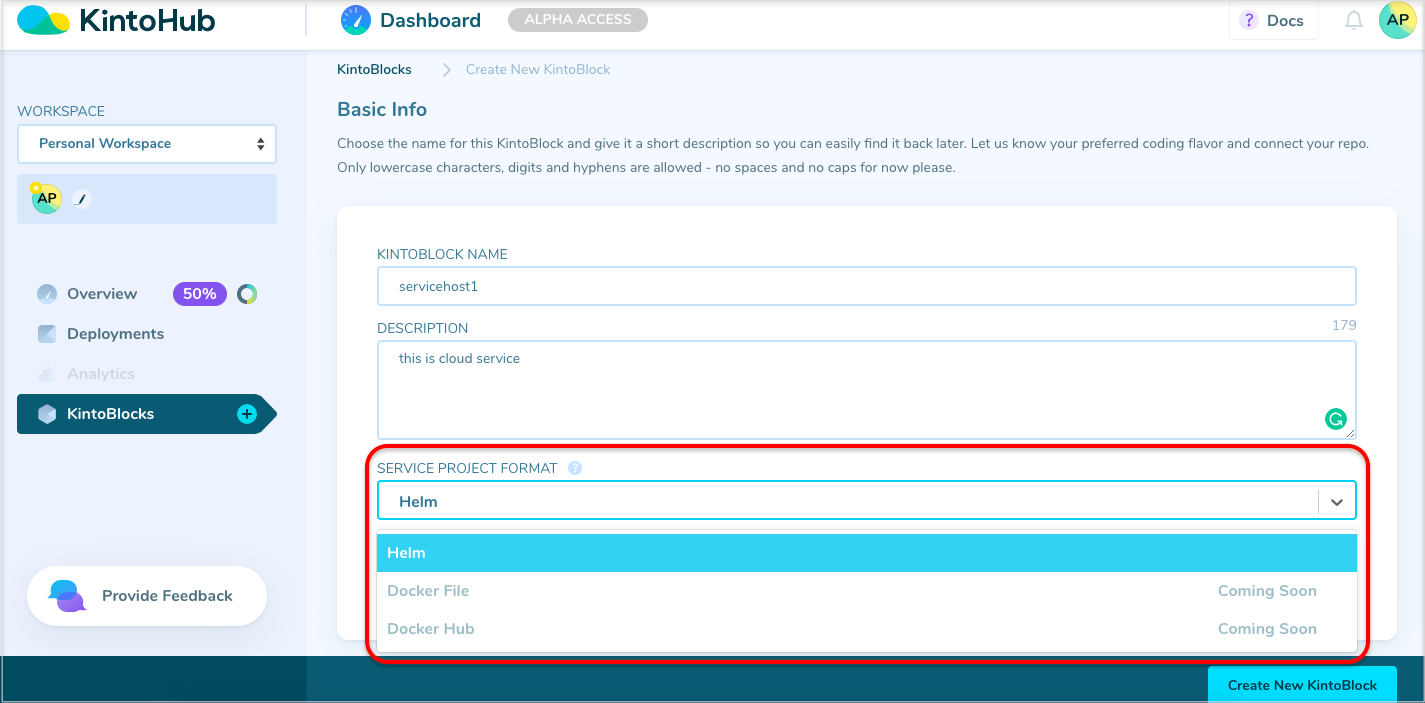 KintoHub
Dashboard
ALPHA ACCESS
? Docs
AP
WORKSPACE
Personal Workspace
AP
Overview 50%
Deployments
Analytics
KintoBlocks +
Provide Feedback
KintoBlocks
Create New KintoBlock
Basic Info
Choose the name for this KintoBlock and give it a short description so you can easily find it back later. Let us know your preferred coding flavor and connect your repo.
Only lowercase characters, digits and hyphens are allowed - no spaces and no caps for now please.
KINTOBLOCK NAME
servicehost1
DESCRIPTION 179
this is cloud service
SERVICE PROJECT FORMAT ?
Helm
Helm
Docker File Coming Soon
Docker Hub Coming Soon
Create New KintoBlock